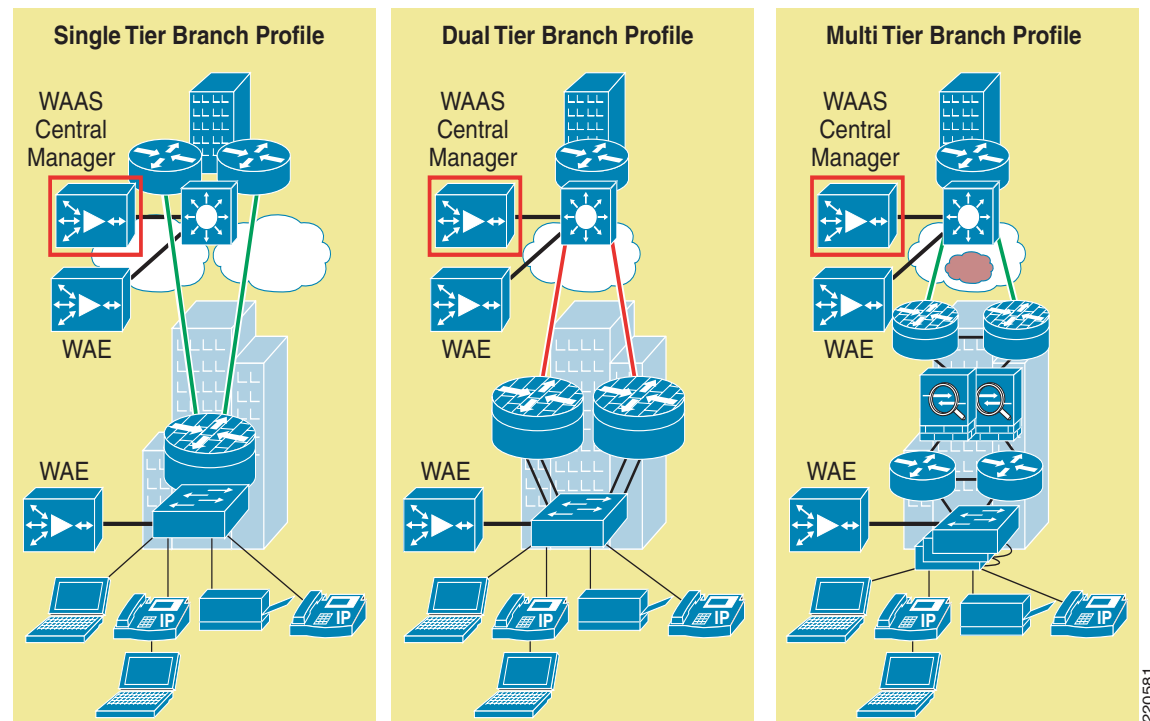 Single Tier Branch Profile
WAAS
Central
Manager
WAE
WAE
IP
IP
Dual Tier Branch Profile
WAAS
Central
Manager
WAE
WAE
IP
IP
Multi Tier Branch Profile
WAAS
Central
Manager
WAE
WAE
IP
IP
220581